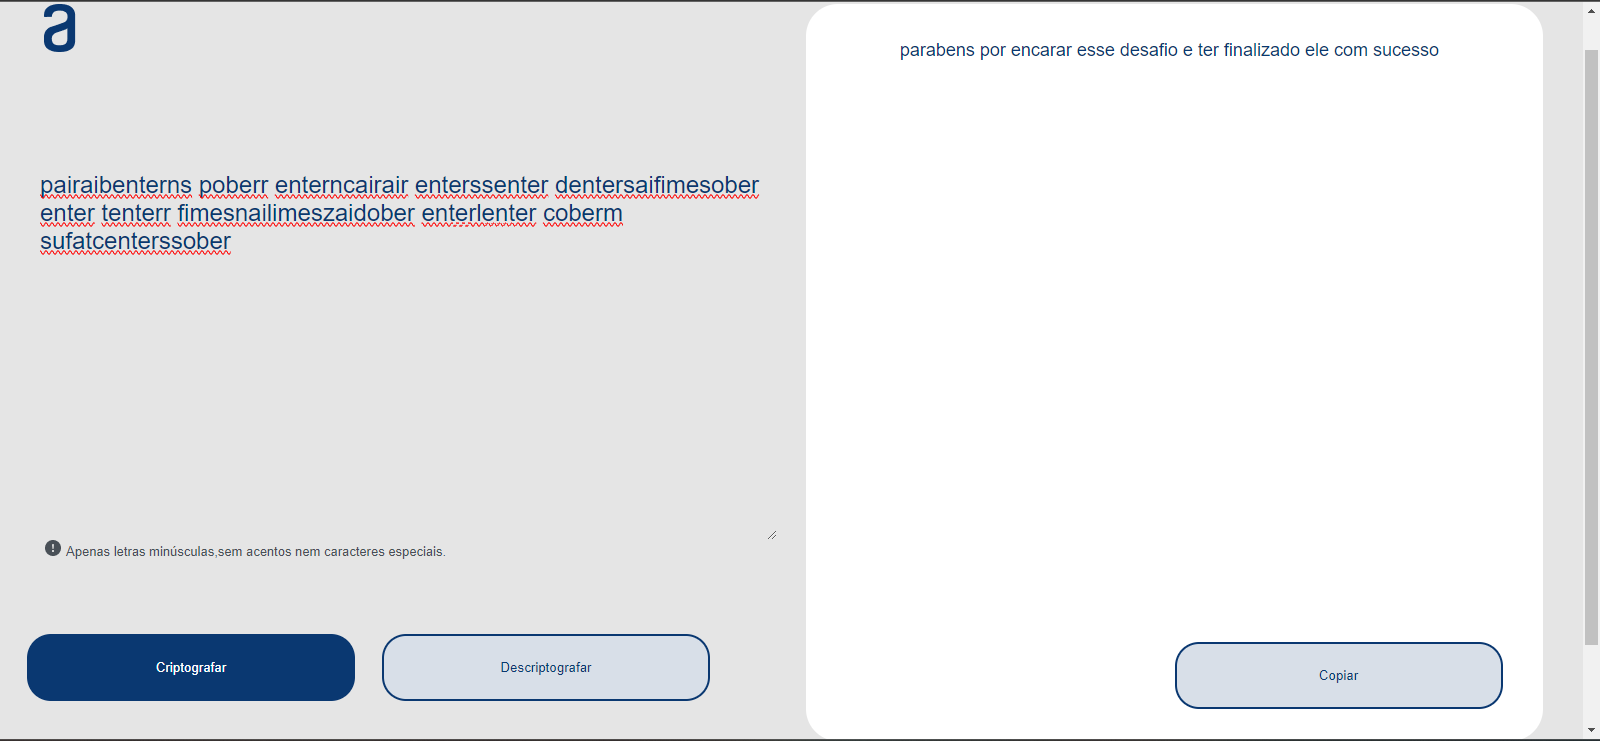 a
pairaibenterns poberr enterncairair enterssenter dentersaifimesober
enter tenterr fimesnailimeszaidober enterlenter coberm
sufatcenterssober
Apenas letras minúsculas,sem acentos nem caracteres especiais.
Criptografar
Descriptografar
parabens por encarar esse desafio e ter finalizado ele com sucesso
Copiar